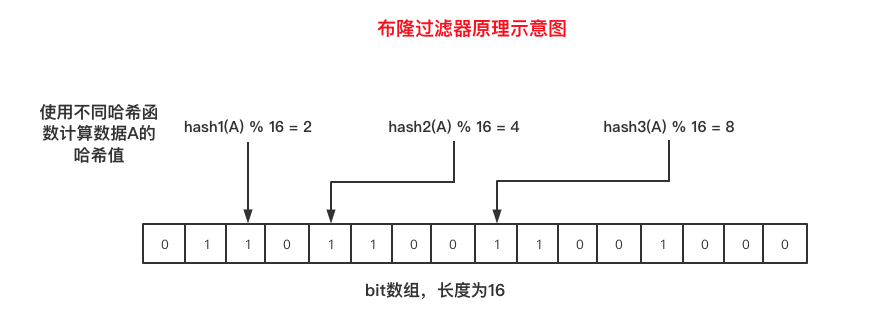 布隆过滤器原理示意图
使用不同哈希函
数计算数据A的
哈希值
hash1(A) % 16 = 2
hash2(A) % 16 = 4
hash3(A) % 16 = 8
0 1 1 0 1 1 0 0 1 1 0 0 1 0 0 0
bit数组，长度为16